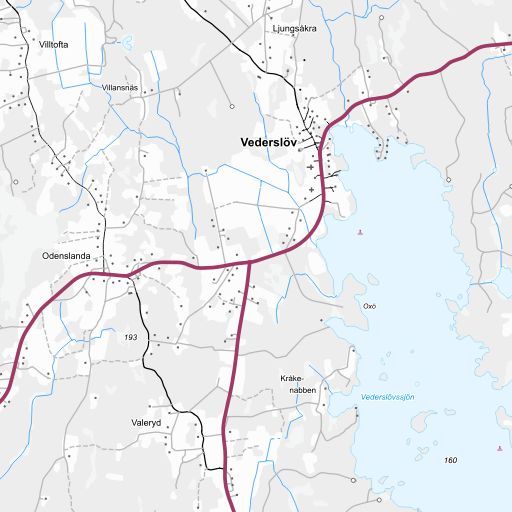 Ljungsåkra
Villtofta
Villansnäs
Vederslöv
Odenslanda
Oxö
193
Kråke-
nabben
Vederslövssjön
Valeryd
160